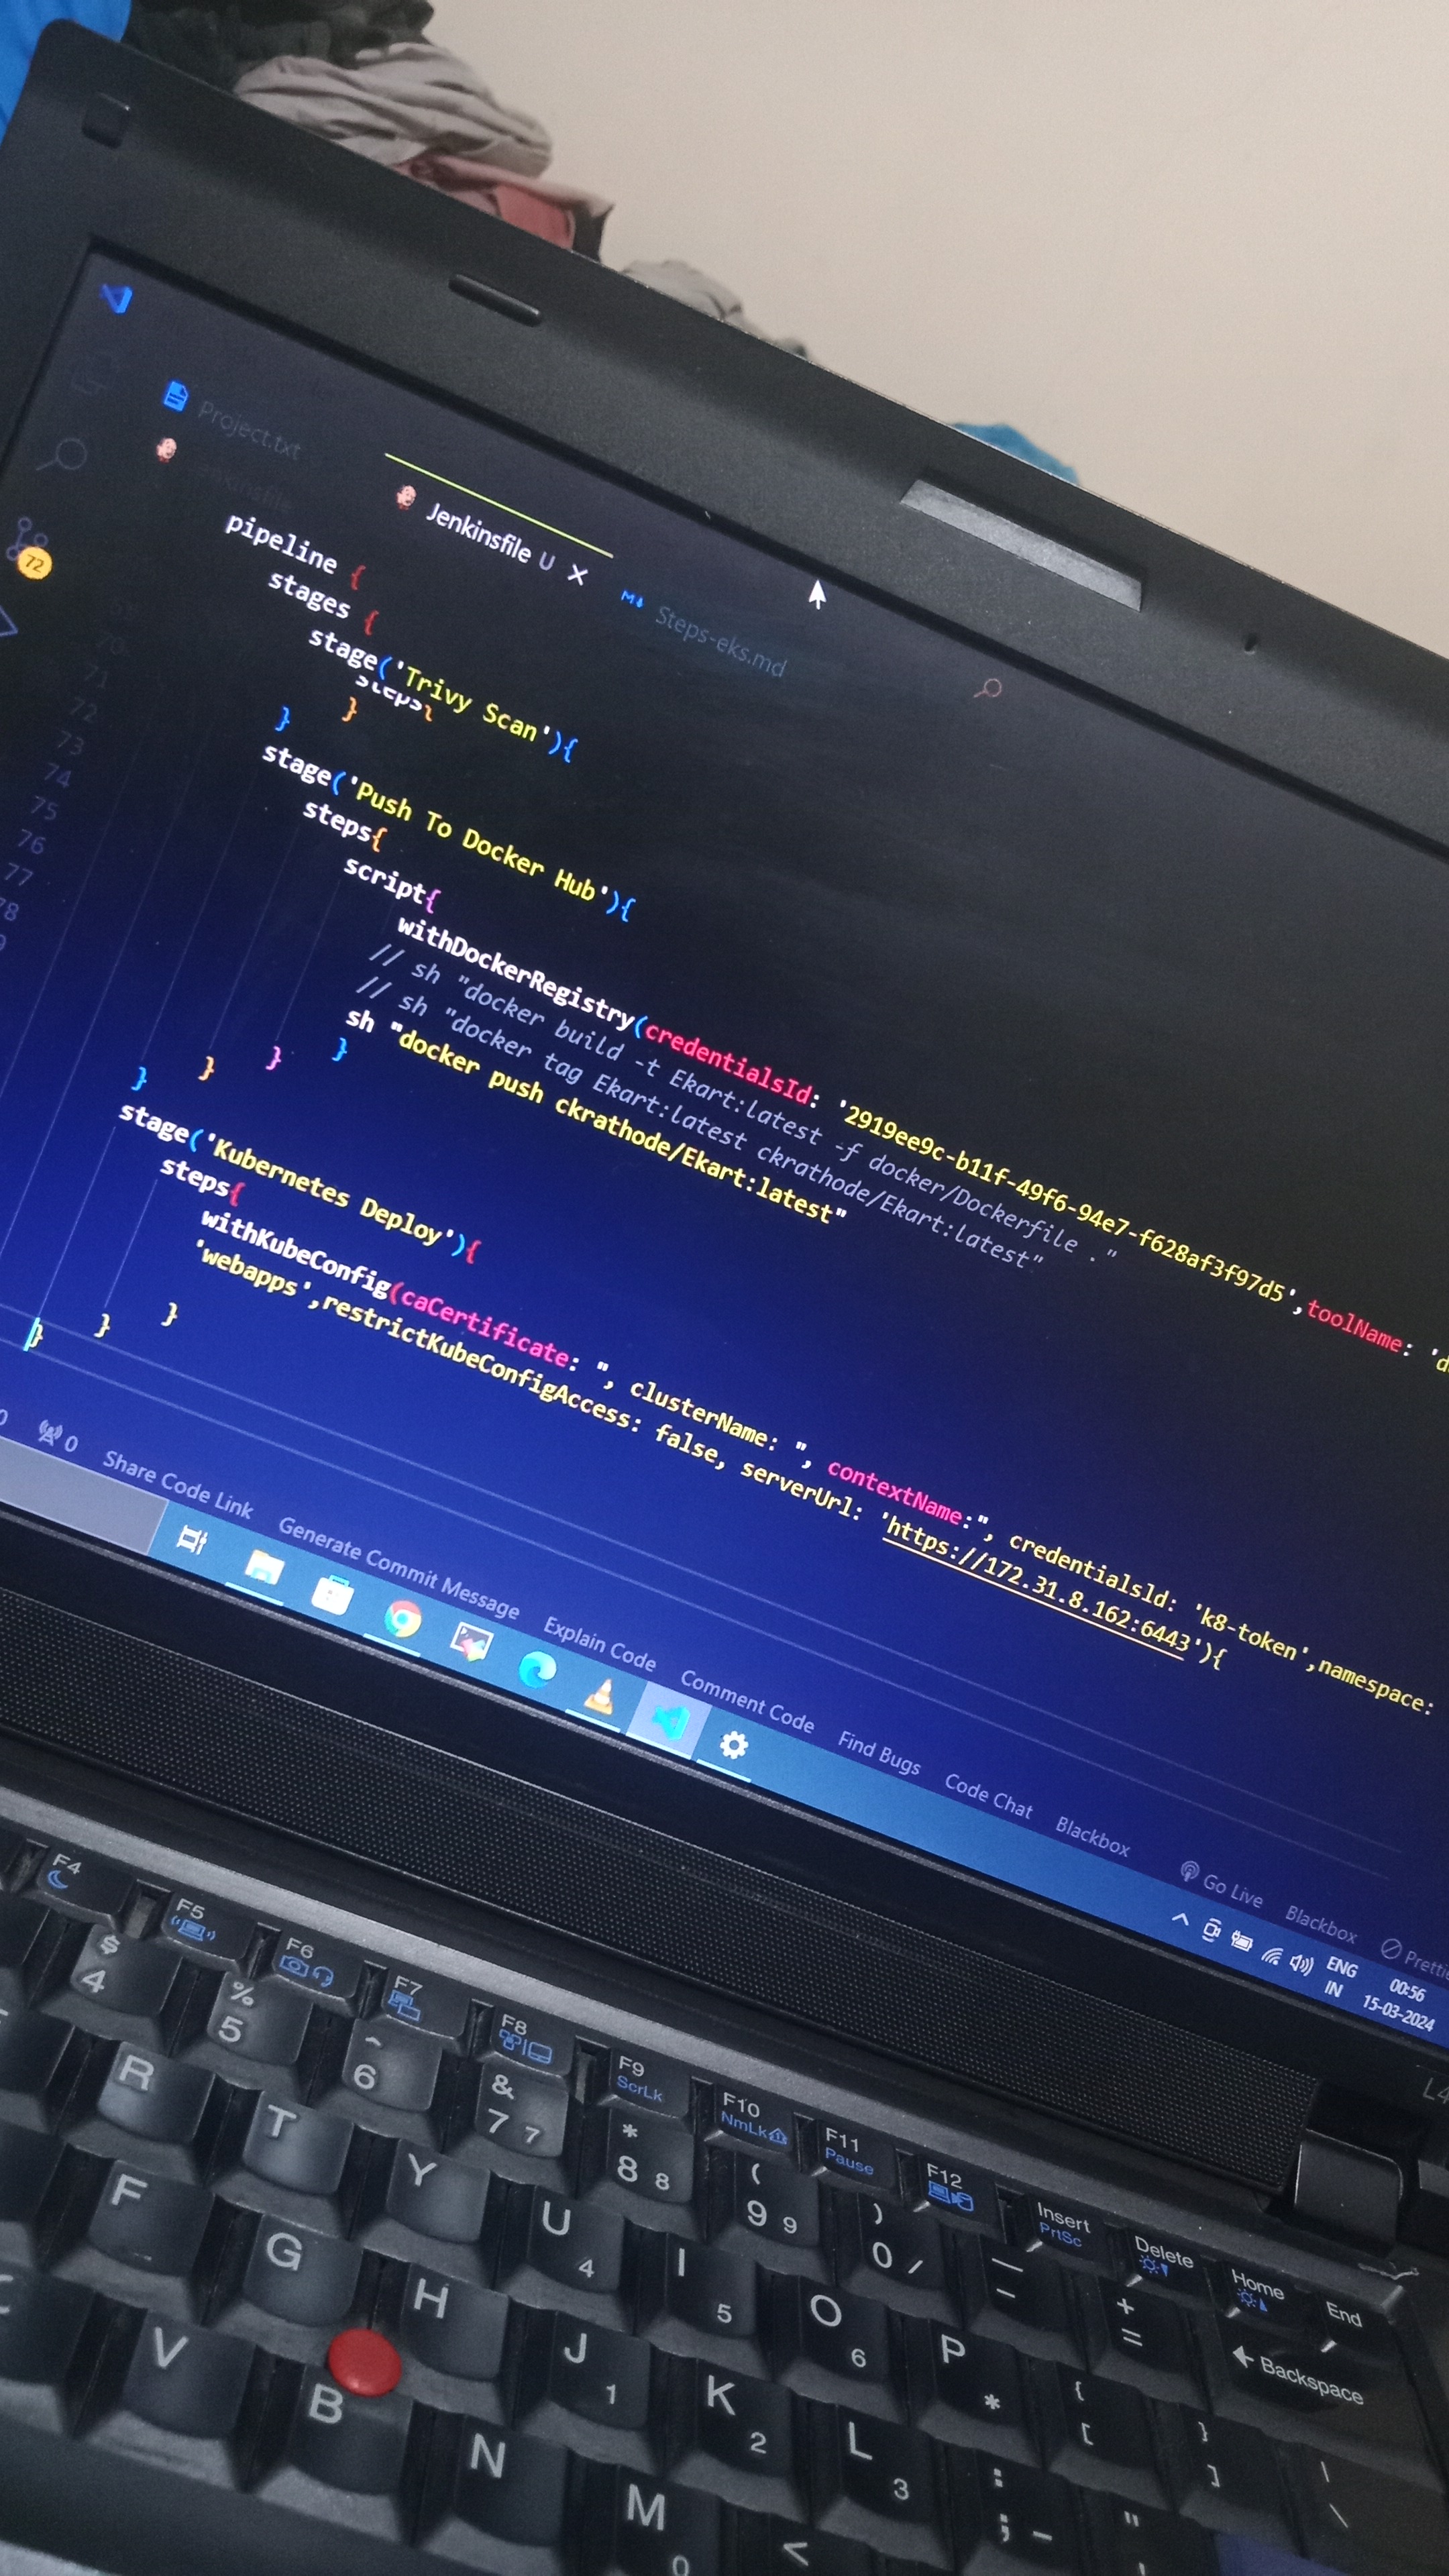 Project.txt
Jenkinsfile U
Steps-eks.md
pipeline {
stages {
stage('Trivy Scan'){
steps{
}
}
stage('Push To Docker Hub'){
steps{
script{
withDockerRegistry(credentialsId: '2919ee9c-b11f-49f6-94e7-f628af3f97d5',toolName: 'd
// sh "docker build -t Ekart:latest -f docker/Dockerfile ."
// sh "docker tag Ekart:latest ckrathode/Ekart:latest"
sh "docker push ckrathode/Ekart:latest"
}
}
}
}
stage('Kubernetes Deploy'){
steps{
withKubeConfig(caCertificate: '', clusterName: '', contextName:'', credentialsld: 'k8-token',namespace:
'webapps',restrictKubeConfigAccess: false, serverUrl: 'https://172.31.8.162:6443'){
}
}
}
71
72
73
74
75
76
77
78
72
0
Share Code Link
Generate Commit Message
Explain Code
Comment Code
Find Bugs
Code Chat
Blackbox
Go Live
Blackbox
Pretti
ENG
IN
00:56
15-03-2024
L4
F4
F5
F6
F7
F8
F9
ScrLk
F10
NmLk
F11
Pause
F12
Insert
PrtSc
Delete
Home
End
$ 4
% 5
^ 6
& 7 7
* 8 8
( 9 9
) 0 /
_ -
+ =
Backspace
R
T
Y
U 4
I 5
O 6
P *
{ [
} ]
| \
F
G
H
J 1
K 2
L 3
: ; -
" '
V
B
N
M 0
<